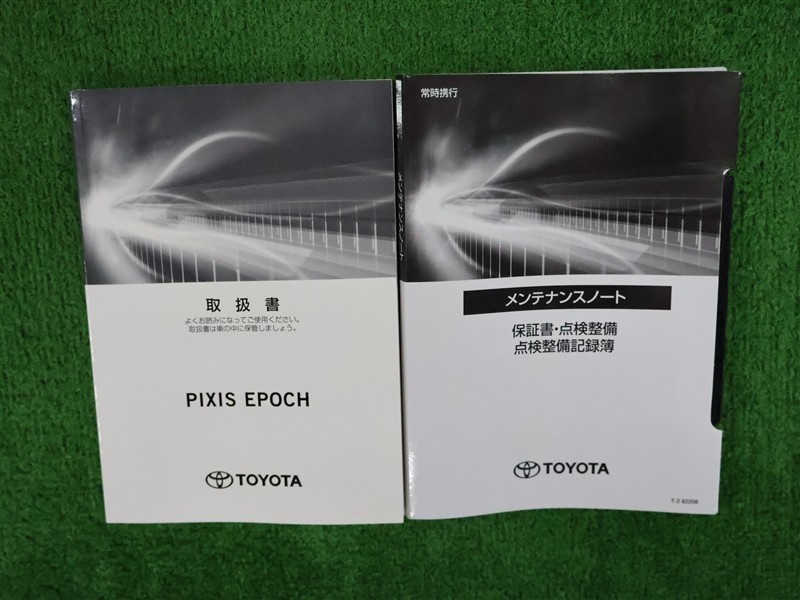 取扱書
よくお読みになってご使用ください。
取扱書は車の中に保管しましょう。
PIXIS EPOCH
TOYOTA
メンテナンスノート
常時携行
メンテナンスノート
保証書・点検整備
点検整備記録簿
TOYOTA